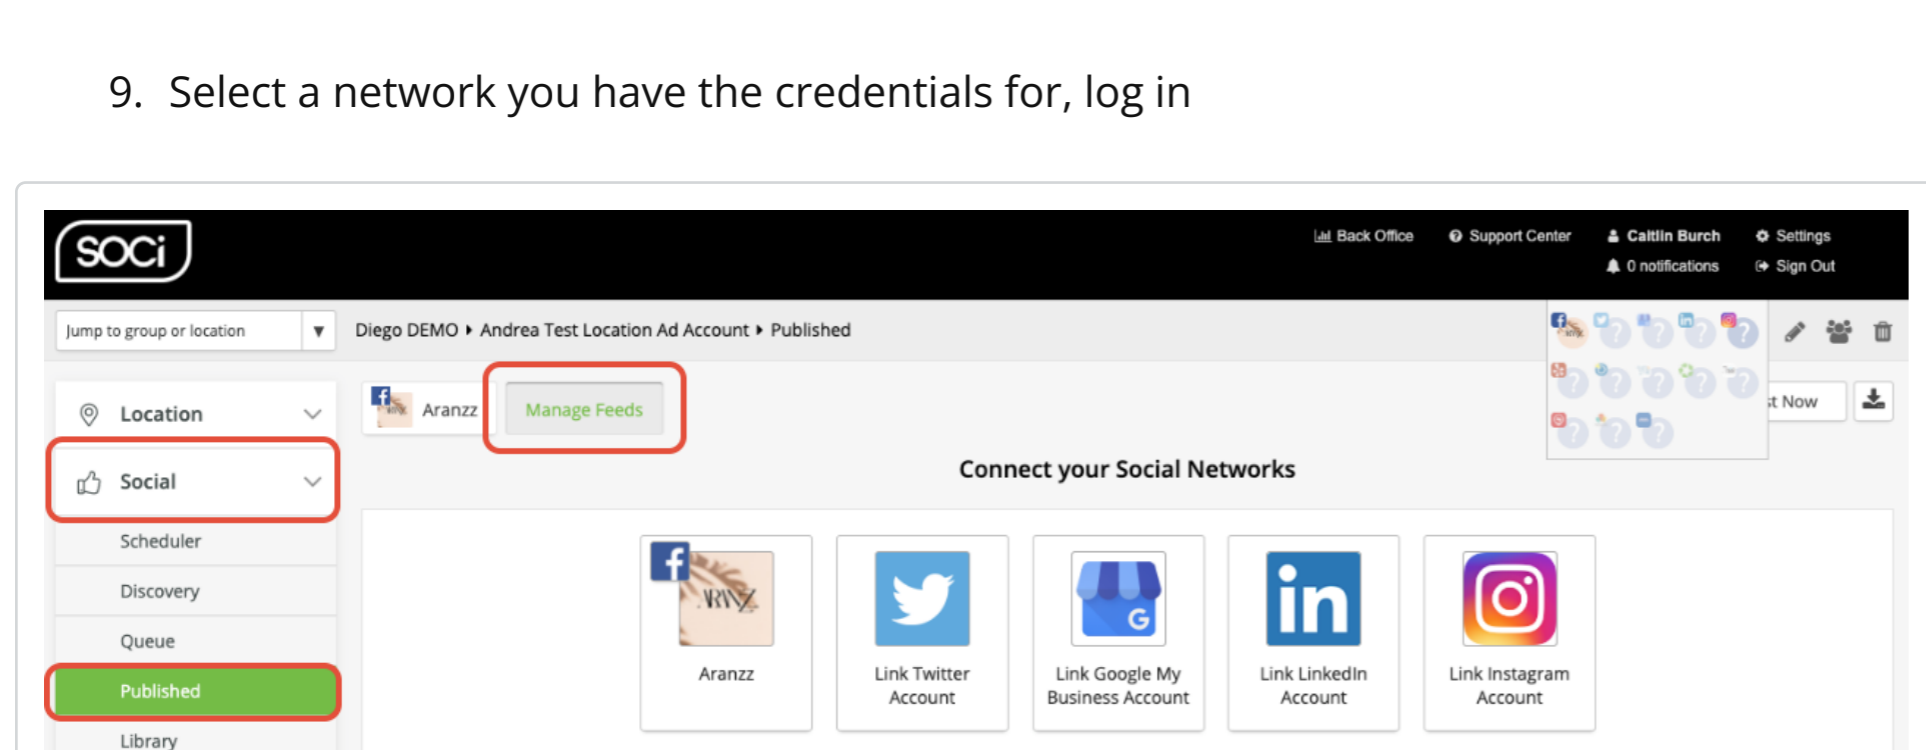 9. Select a network you have the credentials for, log in
SOCi
Back Office
Support Center
Caitlin Burch
Settings
0 notifications
Sign Out
Jump to group or location
Diego DEMO ▸ Andrea Test Location Ad Account ▸ Published
Location
Aranzz
Manage Feeds
st Now
Social
Connect your Social Networks
Scheduler
Discovery
Queue
Published
Library
ARANZ
Aranzz
Link Twitter
Account
Link Google My
Business Account
Link LinkedIn
Account
Link Instagram
Account